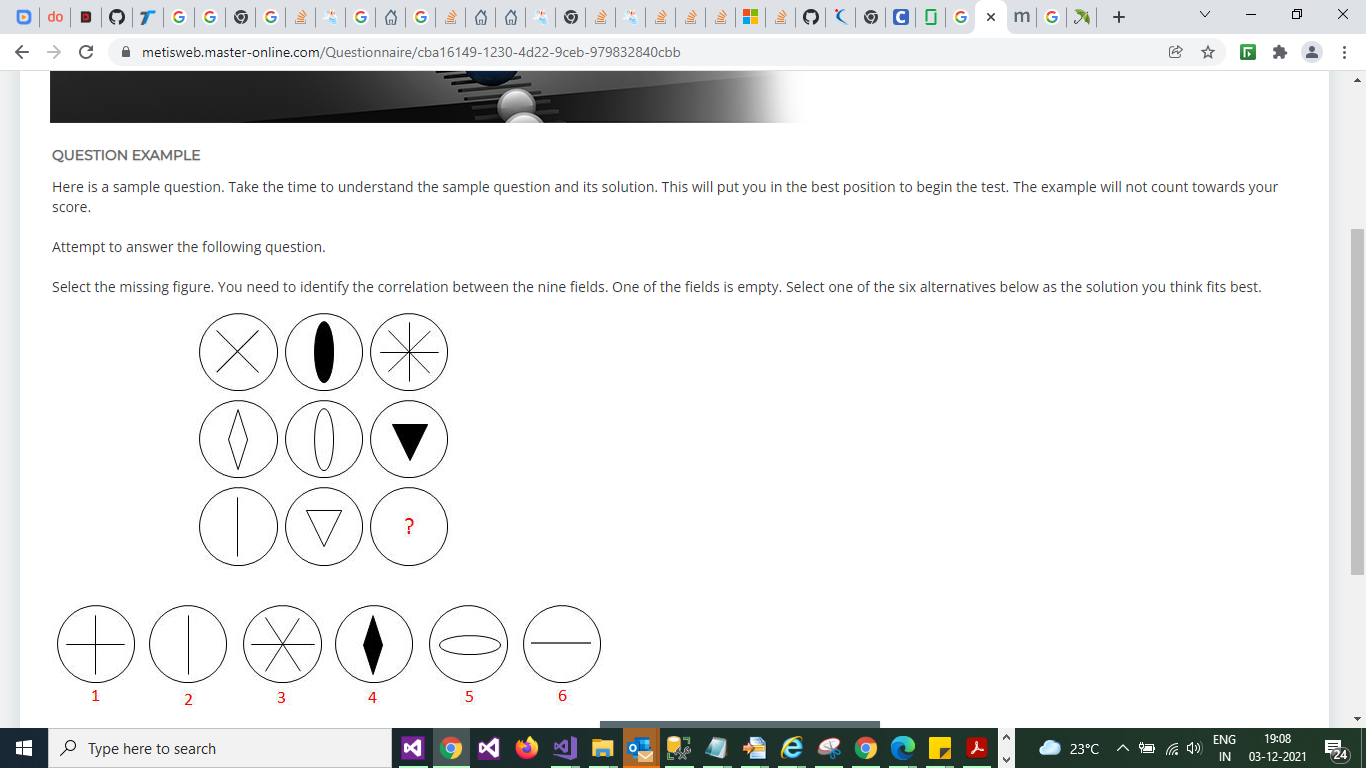 metisweb.master-online.com/Questionnaire/cba16149-1230-4d22-9ceb-979832840cbb
QUESTION EXAMPLE
Here is a sample question. Take the time to understand the sample question and its solution. This will put you in the best position to begin the test. The example will not count towards your
score.
Attempt to answer the following question.
Select the missing figure. You need to identify the correlation between the nine fields. One of the fields is empty. Select one of the six alternatives below as the solution you think fits best.
?
1 2 3 4 5 6
Type here to search
23°C
ENG
IN
19:08
03-12-2021
24